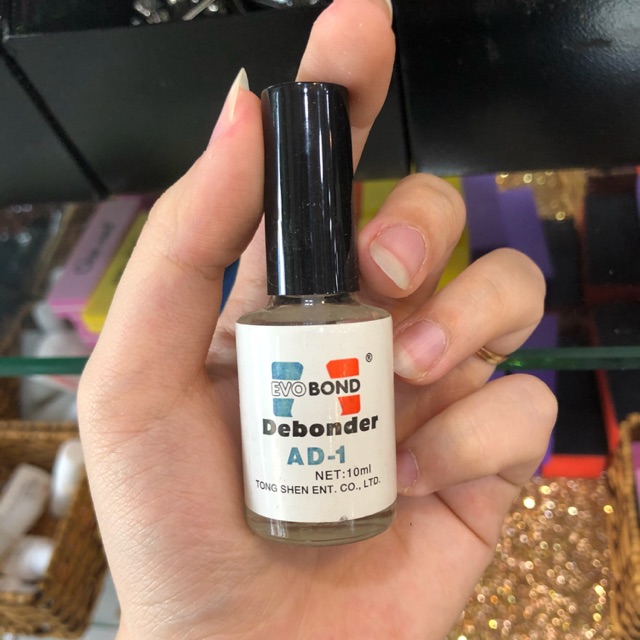 EVOBOND ®
Debonder
AD-1
NET:10ml
TONG SHEN ENT. CO., LTD.